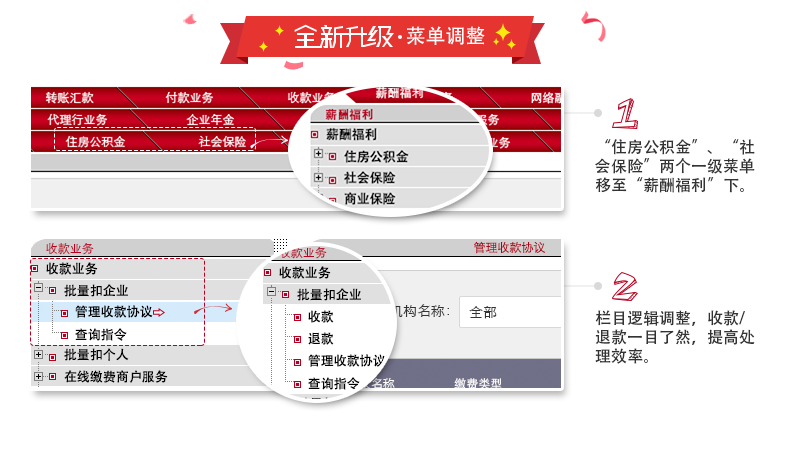 全新升级·菜单调整
转账汇款 付款业务 收款业务 薪酬福利 网络融
代理行业务 企业年金 服务
住房公积金 社会保险 业务
薪酬福利
薪酬福利
住房公积金
社会保险
商业保险
1
“住房公积金”、“社
会保险”两个一级菜单
移至“薪酬福利”下。
收款业务
收款业务
批量扣企业
管理收款协议
查询指令
批量扣个人
在线缴费商户服务
收款业务
收款业务
批量扣企业
收款
退款
管理收款协议
查询指令
管理收款协议
机构名称: 全部
名称 缴费类型
2
栏目逻辑调整，收款/
退款一目了然，提高处
理效率。